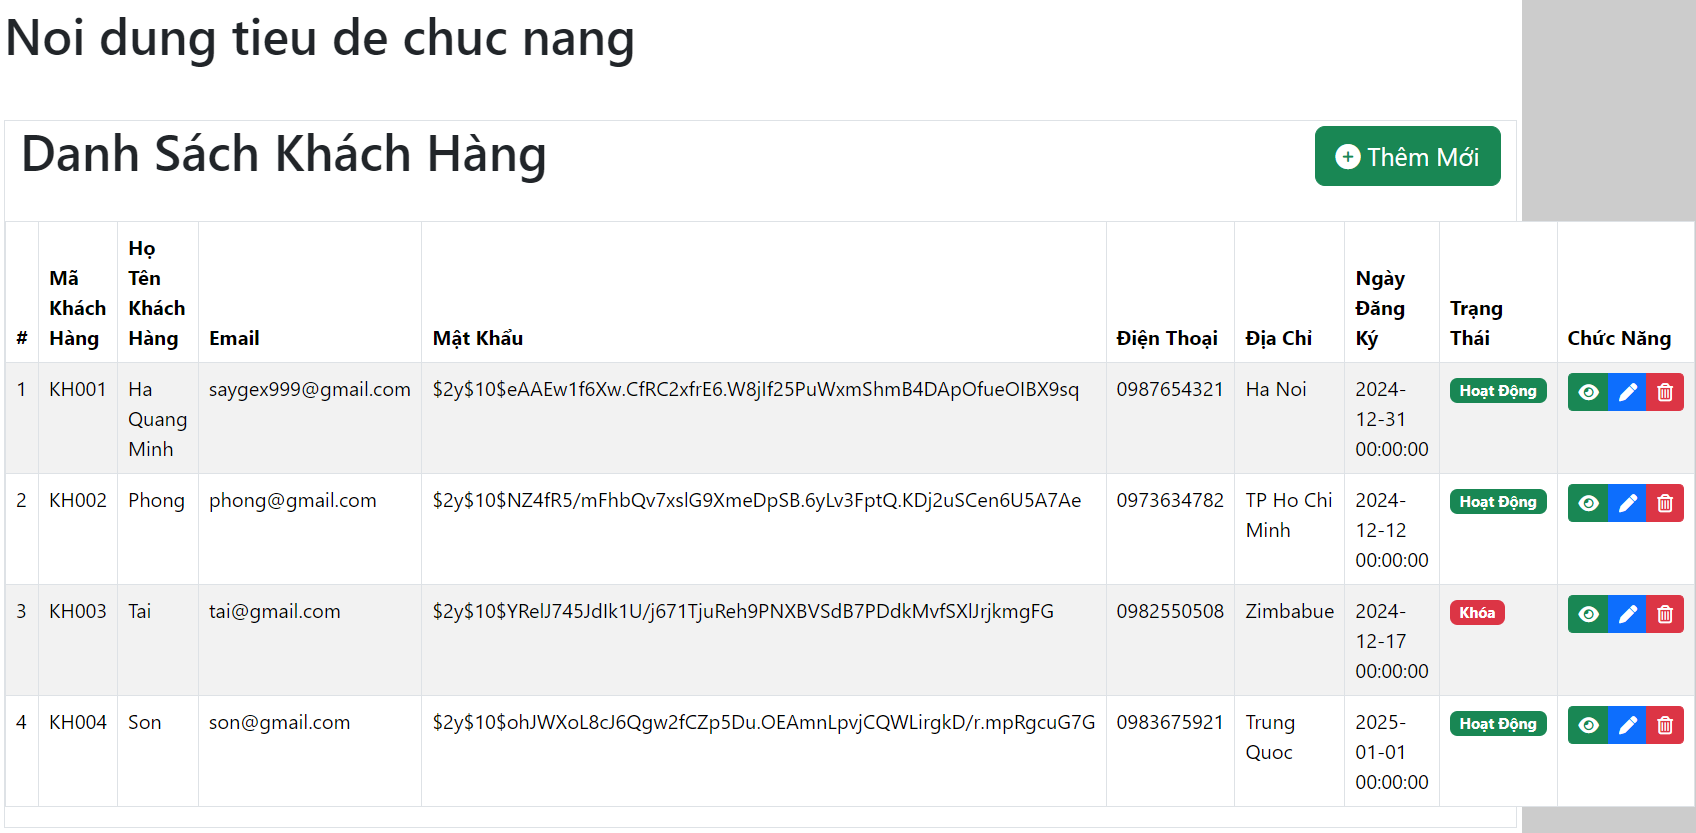 Noi dung tieu de chuc nang
Danh Sách Khách Hàng
Thêm Mới
# Mã Khách Hàng Họ Tên Khách Hàng Email Mật Khẩu Điện Thoại Địa Chỉ Ngày Đăng Ký Trạng Thái Chức Năng
1 KH001 Ha Quang Minh saygex999@gmail.com $2y$10$eAAEw1f6Xw.CfRC2xfrE6.W8jIf25PuWxmShmB4DApOfueOIBX9sq 0987654321 Ha Noi 2024-12-31 00:00:00 Hoạt Động
2 KH002 Phong phong@gmail.com $2y$10$NZ4fR5/mFhbQv7xslG9XmeDpSB.6yLv3FptQ.KDj2uSCen6U5A7Ae 0973634782 TP Ho Chi Minh 2024-12-12 00:00:00 Hoạt Động
3 KH003 Tai tai@gmail.com $2y$10$YRelJ745JdIk1U/j671TjuReh9PNXBVSdB7PDdkMvfSXlJrjkmgFG 0982550508 Zimbabue 2024-12-17 00:00:00 Khóa
4 KH004 Son son@gmail.com $2y$10$ohJWXoL8cJ6Qgw2fCZp5Du.OEAmnLpvjCQWLirgkD/r.mpRgcuG7G 0983675921 Trung Quoc 2025-01-01 00:00:00 Hoạt Động